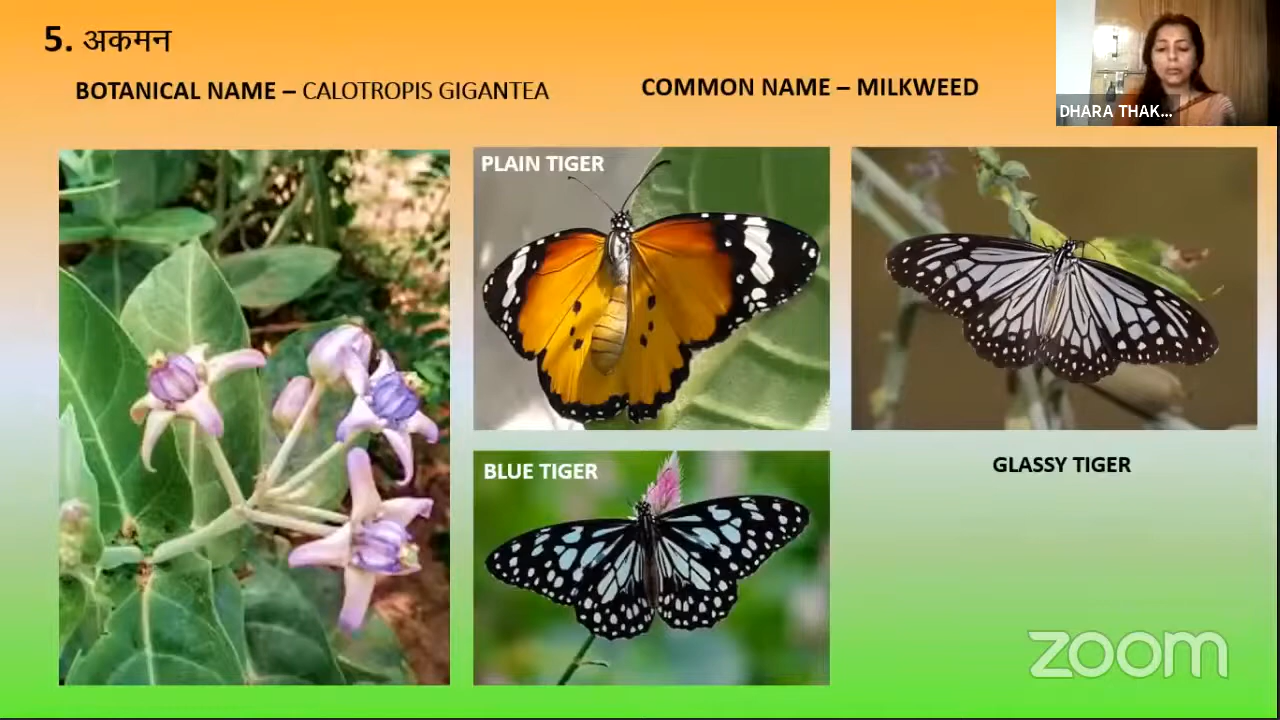 5. अकमन
BOTANICAL NAME – CALOTROPIS GIGANTEA
COMMON NAME – MILKWEED
DHARA THAK...
PLAIN TIGER
BLUE TIGER
GLASSY TIGER
zoom